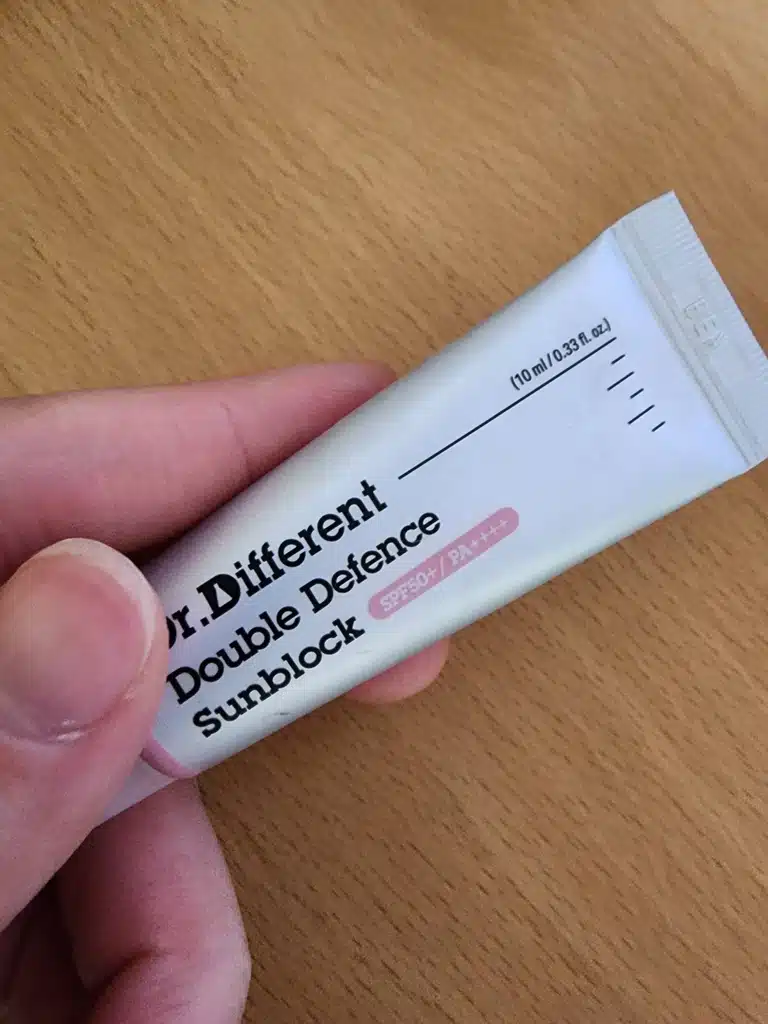 (10 ml / 0.33 fl. oz.)
Dr.Different
Double Defence
Sunblock
SPF50+ / PA++++